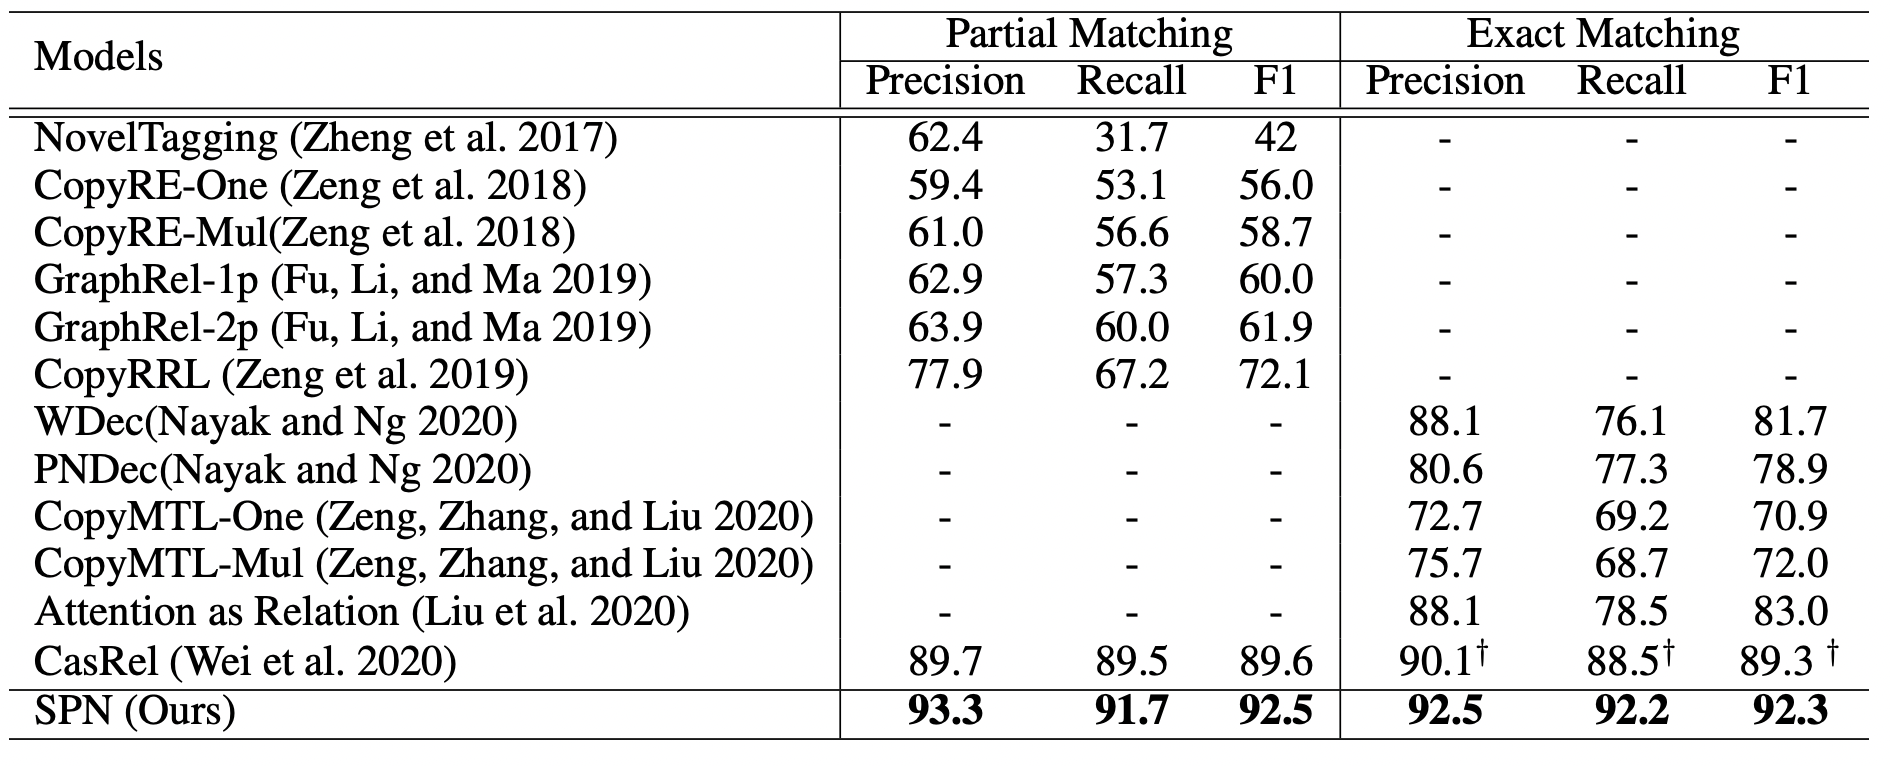 Models Partial Matching Exact Matching
Precision Recall F1 Precision Recall F1
NovelTagging (Zheng et al. 2017) 62.4 31.7 42 - - -
CopyRE-One (Zeng et al. 2018) 59.4 53.1 56.0 - - -
CopyRE-Mul(Zeng et al. 2018) 61.0 56.6 58.7 - - -
GraphRel-1p (Fu, Li, and Ma 2019) 62.9 57.3 60.0 - - -
GraphRel-2p (Fu, Li, and Ma 2019) 63.9 60.0 61.9 - - -
CopyRRL (Zeng et al. 2019) 77.9 67.2 72.1 - - -
WDec(Nayak and Ng 2020) - - - 88.1 76.1 81.7
PNDec(Nayak and Ng 2020) - - - 80.6 77.3 78.9
CopyMTL-One (Zeng, Zhang, and Liu 2020) - - - 72.7 69.2 70.9
CopyMTL-Mul (Zeng, Zhang, and Liu 2020) - - - 75.7 68.7 72.0
Attention as Relation (Liu et al. 2020) - - - 88.1 78.5 83.0
CasRel (Wei et al. 2020) 89.7 89.5 89.6 90.1† 88.5† 89.3 †
SPN (Ours) 93.3 91.7 92.5 92.5 92.2 92.3